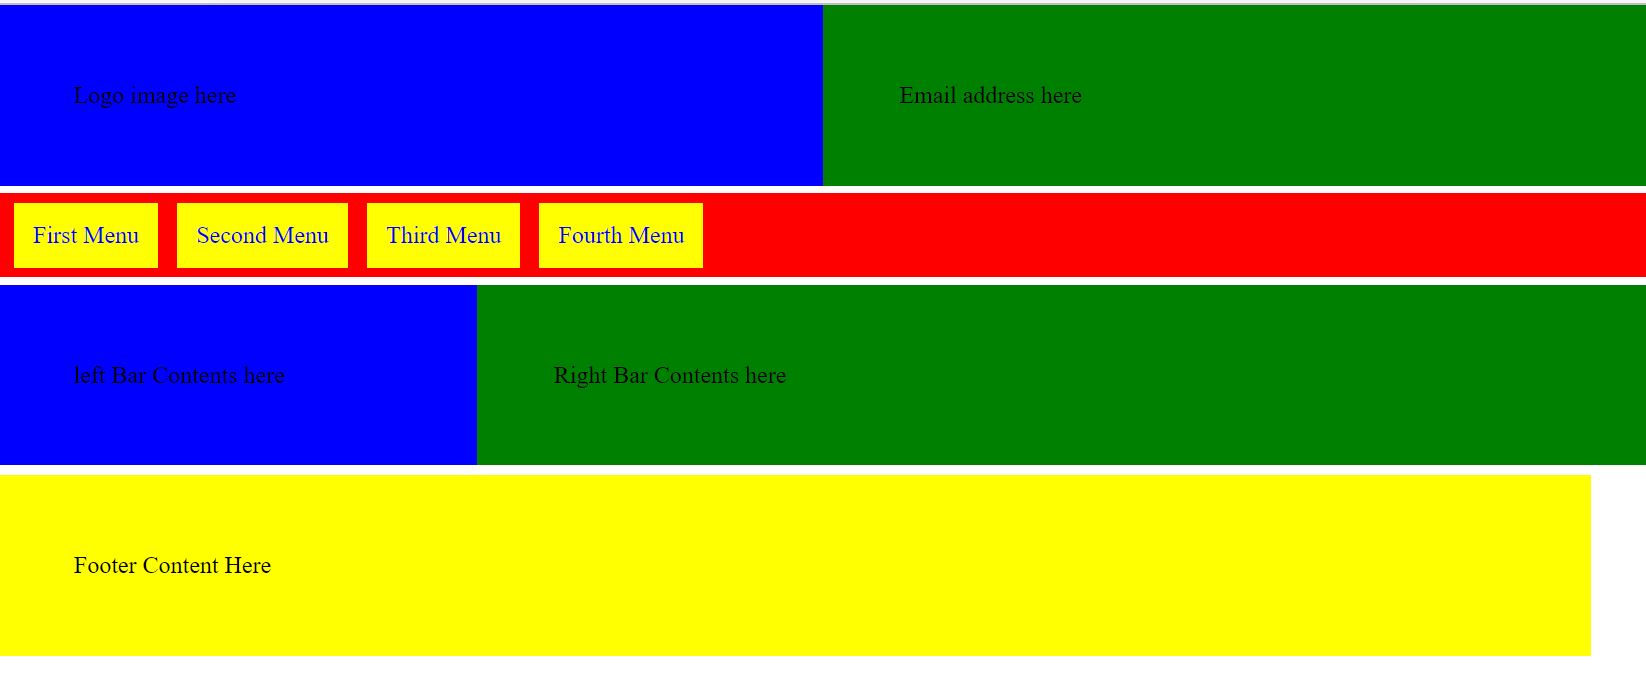 Logo image here
Email address here
First Menu
Second Menu
Third Menu
Fourth Menu
left Bar Contents here
Right Bar Contents here
Footer Content Here